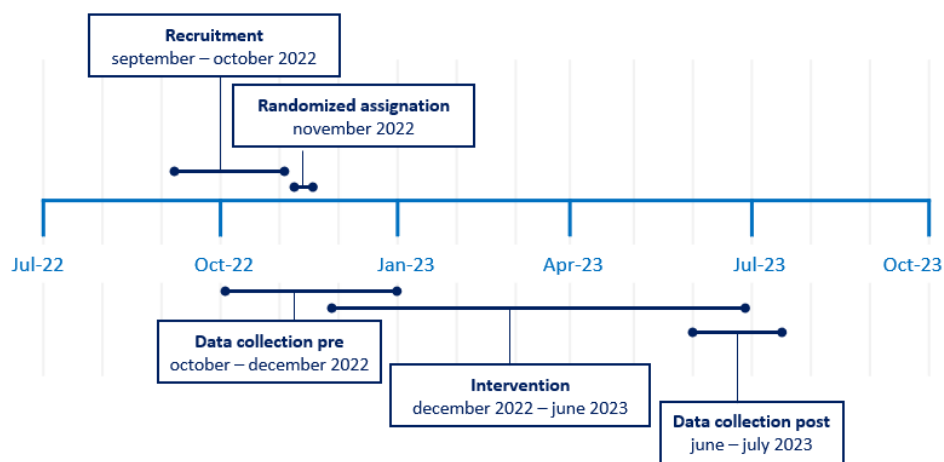 Recruitment
september – october 2022
Randomized assignation
november 2022
Jul-22
Oct-22
Jan-23
Apr-23
Jul-23
Oct-23
Data collection pre
october – december 2022
Intervention
december 2022 – june 2023
Data collection post
june – july 2023